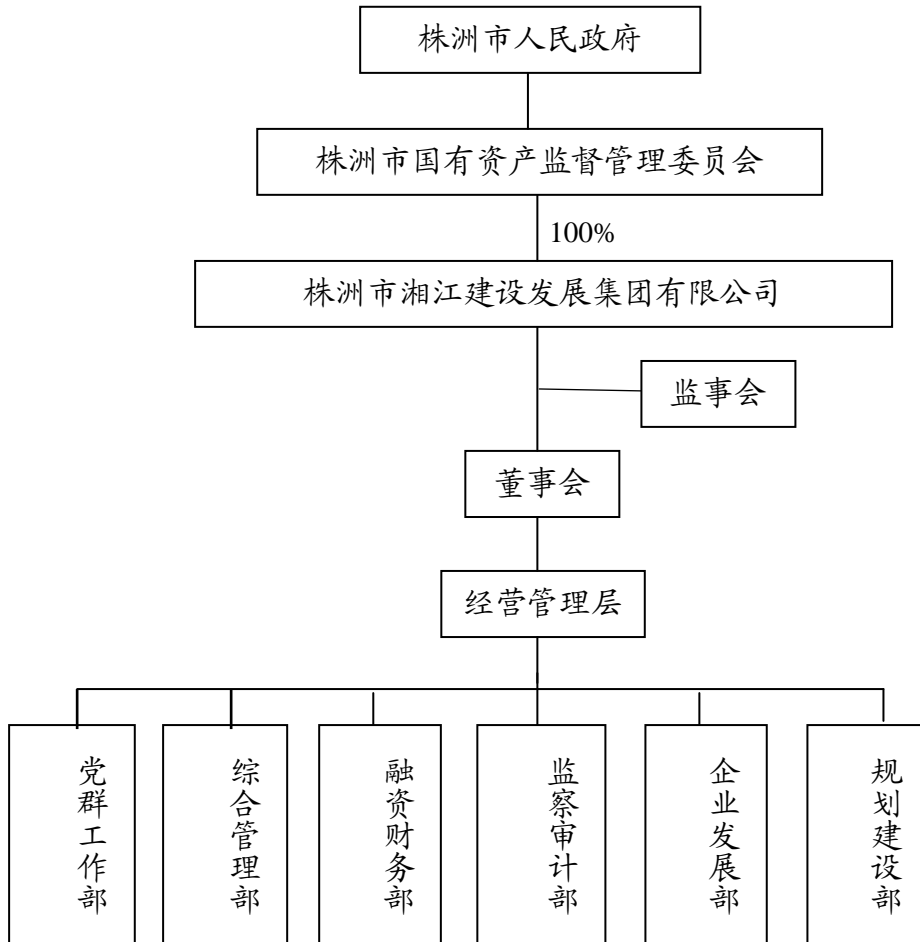 株洲市人民政府
株洲市国有资产监督管理委员会
100%
株洲市湘江建设发展集团有限公司
监事会
董事会
经营管理层
党群工作部
综合管理部
融资财务部
监察审计部
企业发展部
规划建设部